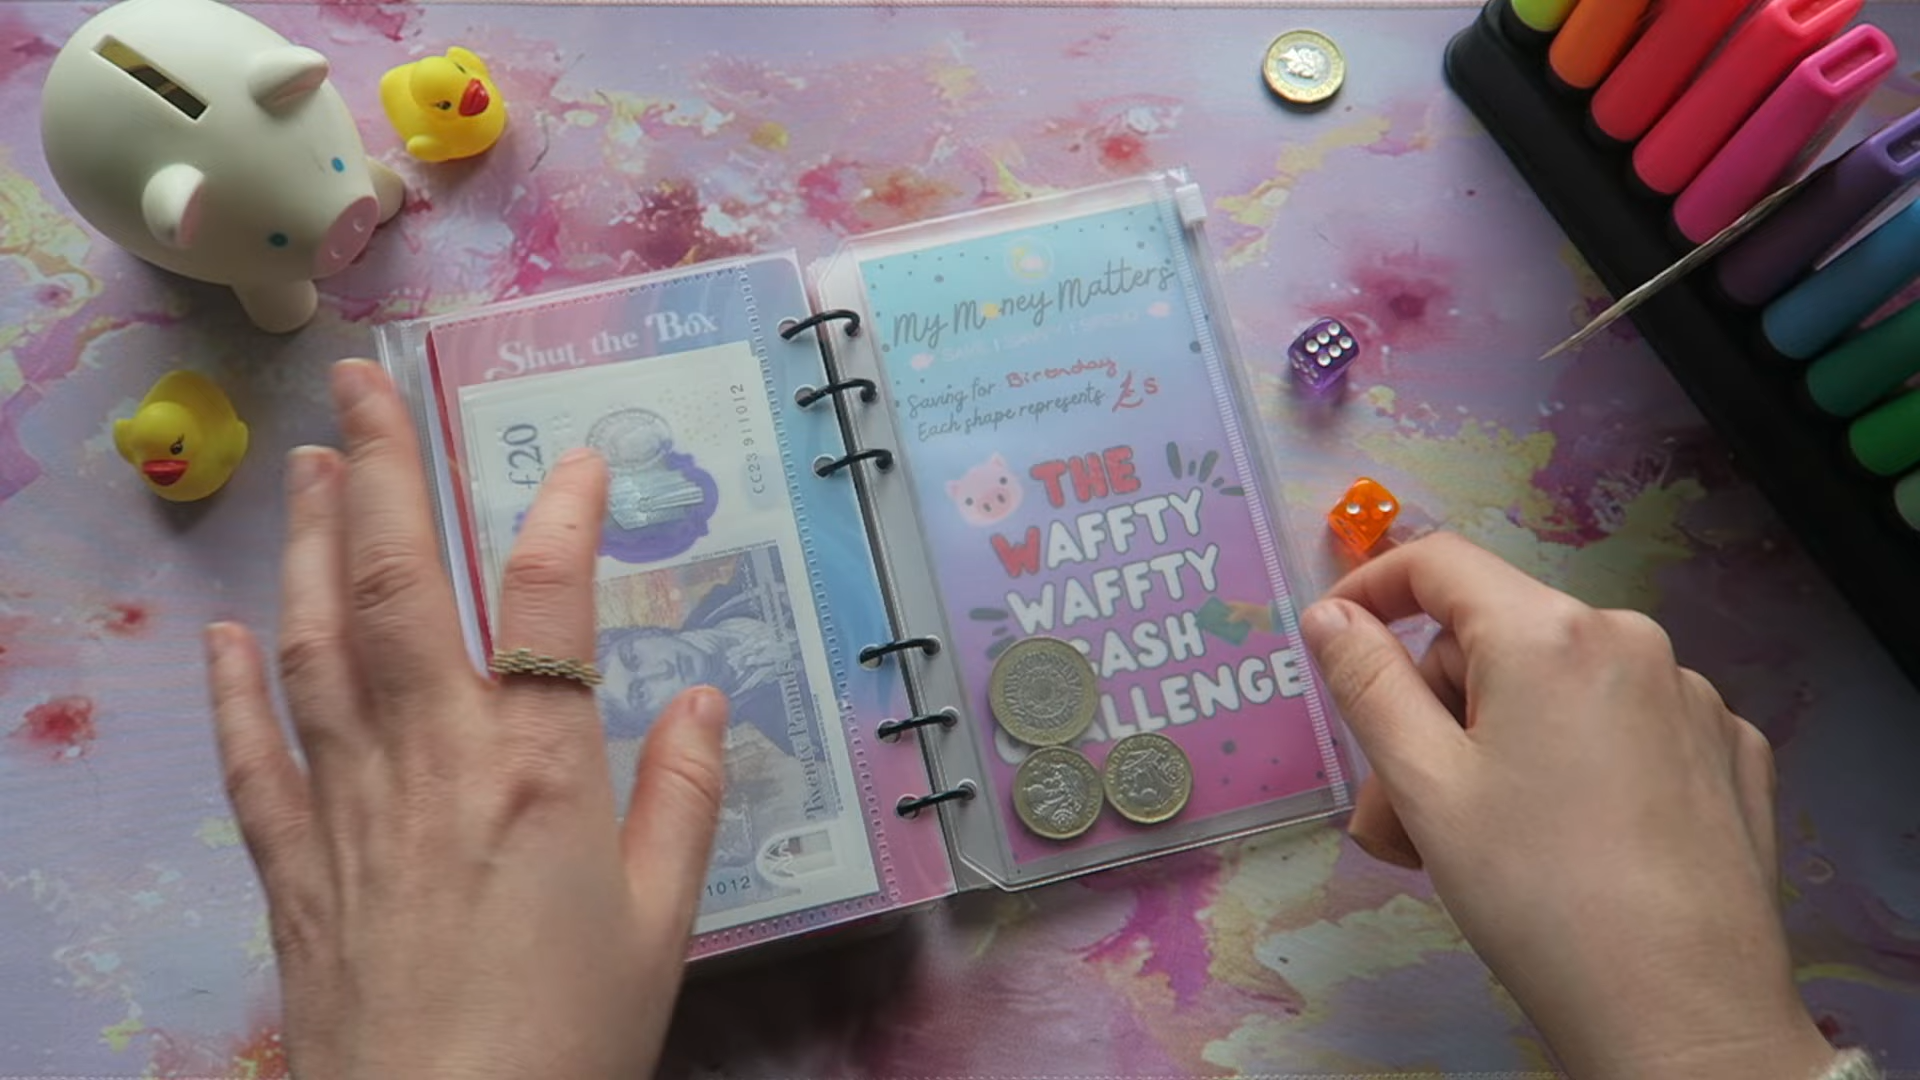 Shut the Box
£20
CC23 911012
Twenty Pounds
1012
My Money Matters
Saving for Birthday
Each shape represents £s
THE
WAFFTY
WAFFTY
CASH
CHALLENGE